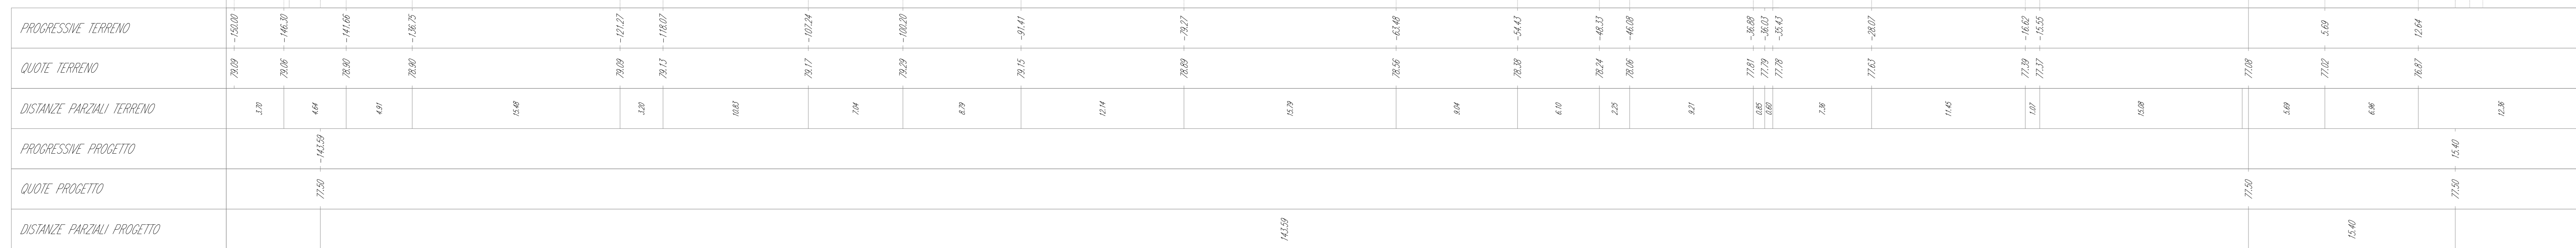 PROGRESSIVE TERRENO -150.00 -146.30 -141.66 -136.75 -121.27 -118.07 -107.24 -100.20 -91.41 -79.27 -63.48 -54.43 -48.33 -46.08 -36.88 -36.03 -35.43 -28.07 -16.62 -15.55 5.69 12.64
QUOTE TERRENO 79.09 79.06 78.90 78.90 79.09 79.13 79.17 79.29 79.15 78.89 78.56 78.38 78.24 78.06 77.81 77.79 77.78 77.63 77.39 77.37 77.08 77.02 76.87
DISTANZE PARZIALI TERRENO 3.70 4.64 4.91 15.48 3.20 10.83 7.04 8.79 12.14 15.79 9.04 6.10 2.25 9.21 0.85 0.60 7.36 11.45 1.07 15.08 5.69 6.96 12.36
PROGRESSIVE PROGETTO -143.59 15.40
QUOTE PROGETTO 77.50 77.50 77.50
DISTANZE PARZIALI PROGETTO 143.59 15.40